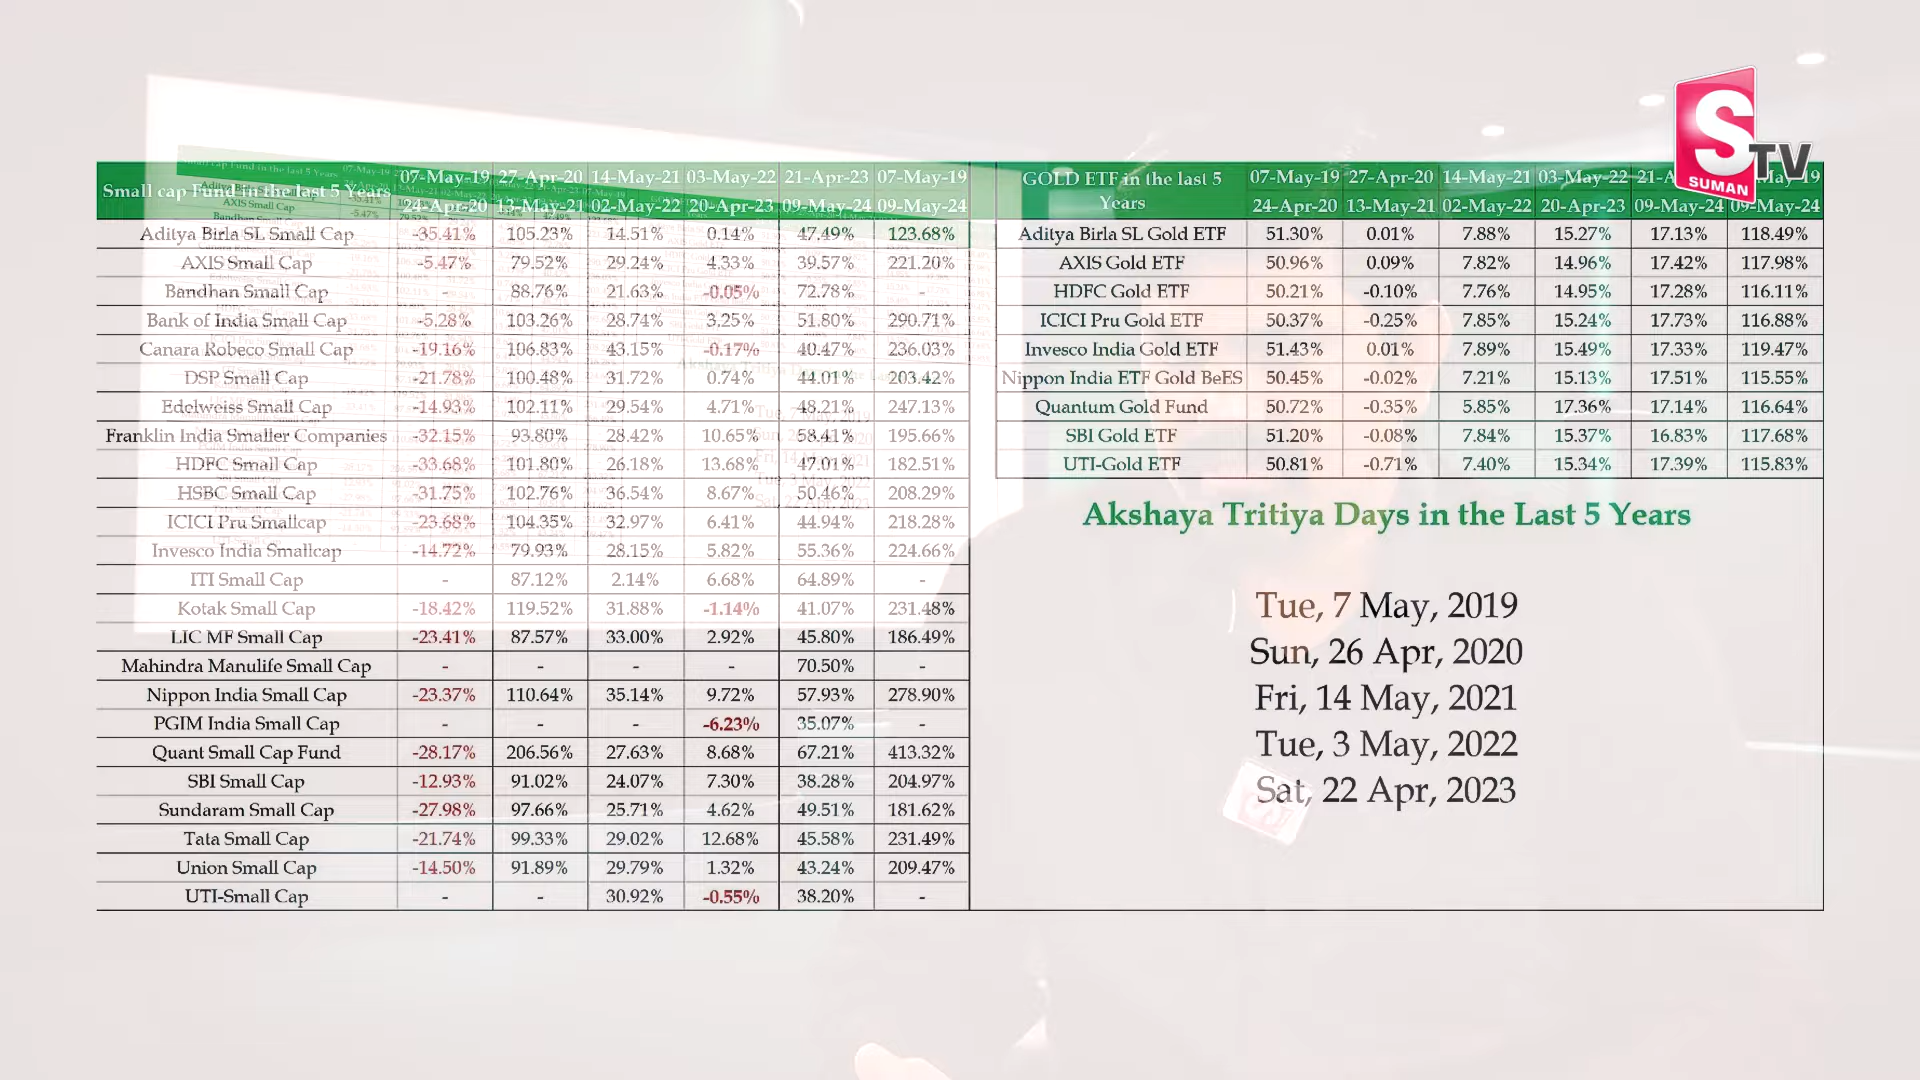 S
SUMAN
TV
Small cap Fund in the last 5 Years 07-May-19 27-Apr-20 14-May-21 03-May-22 21-Apr-23 07-May-19
24-Apr-20 13-May-21 02-May-22 20-Apr-23 09-May-24 09-May-24
Aditya Birla SL Small Cap -35.41% 105.23% 14.51% 0.14% 47.49% 123.68%
AXIS Small Cap -5.47% 79.52% 29.24% 4.33% 39.57% 221.20%
Bandhan Small Cap - 88.76% 21.63% -0.05% 72.78% -
Bank of India Small Cap -5.28% 103.26% 28.74% 3.25% 51.80% 290.71%
Canara Robeco Small Cap -19.16% 106.83% 43.15% -0.17% 40.47% 236.03%
DSP Small Cap -21.78% 100.48% 31.72% 0.74% 44.01% 203.42%
Edelweiss Small Cap -14.93% 102.11% 29.54% 4.71% 48.21% 247.13%
Franklin India Smaller Companies -32.15% 93.80% 28.42% 10.65% 58.41% 195.66%
HDFC Small Cap -33.68% 101.80% 26.18% 13.68% 47.01% 182.51%
HSBC Small Cap -31.75% 102.76% 36.54% 8.67% 50.46% 208.29%
ICICI Pru Smallcap -23.68% 104.35% 32.97% 6.41% 44.94% 218.28%
Invesco India Smallcap -14.72% 79.93% 28.15% 5.82% 55.36% 224.66%
ITI Small Cap - 87.12% 2.14% 6.68% 64.89% -
Kotak Small Cap -18.42% 119.52% 31.88% -1.14% 41.07% 231.48%
LIC MF Small Cap -23.41% 87.57% 33.00% 2.92% 45.80% 186.49%
Mahindra Manulife Small Cap - - - - 70.50% -
Nippon India Small Cap -23.37% 110.64% 35.14% 9.72% 57.93% 278.90%
PGIM India Small Cap - - - -6.23% 35.07% -
Quant Small Cap Fund -28.17% 206.56% 27.63% 8.68% 67.21% 413.32%
SBI Small Cap -12.93% 91.02% 24.07% 7.30% 38.28% 204.97%
Sundaram Small Cap -27.98% 97.66% 25.71% 4.62% 49.51% 181.62%
Tata Small Cap -21.74% 99.33% 29.02% 12.68% 45.58% 231.49%
Union Small Cap -14.50% 91.89% 29.79% 1.32% 43.24% 209.47%
UTI-Small Cap - - 30.92% -0.55% 38.20% -
GOLD ETF in the last 5 07-May-19 27-Apr-20 14-May-21 03-May-22
Years 24-Apr-20 13-May-21 02-May-22 20-Apr-23 09-May-24 09-May-24
Aditya Birla SL Gold ETF 51.30% 0.01% 7.88% 15.27% 17.13% 118.49%
AXIS Gold ETF 50.96% 0.09% 7.82% 14.96% 17.42% 117.98%
HDFC Gold ETF 50.21% -0.10% 7.76% 14.95% 17.28% 116.11%
ICICI Pru Gold ETF 50.37% -0.25% 7.85% 15.24% 17.73% 116.88%
Invesco India Gold ETF 51.43% 0.01% 7.89% 15.49% 17.33% 119.47%
Nippon India ETF Gold BeES 50.45% -0.02% 7.21% 15.13% 17.51% 115.55%
Quantum Gold Fund 50.72% -0.35% 5.85% 17.36% 17.14% 116.64%
SBI Gold ETF 51.20% -0.08% 7.84% 15.37% 16.83% 117.68%
UTI-Gold ETF 50.81% -0.71% 7.40% 15.34% 17.39% 115.83%
Akshaya Tritiya Days in the Last 5 Years
Tue, 7 May, 2019
Sun, 26 Apr, 2020
Fri, 14 May, 2021
Tue, 3 May, 2022
Sat, 22 Apr, 2023